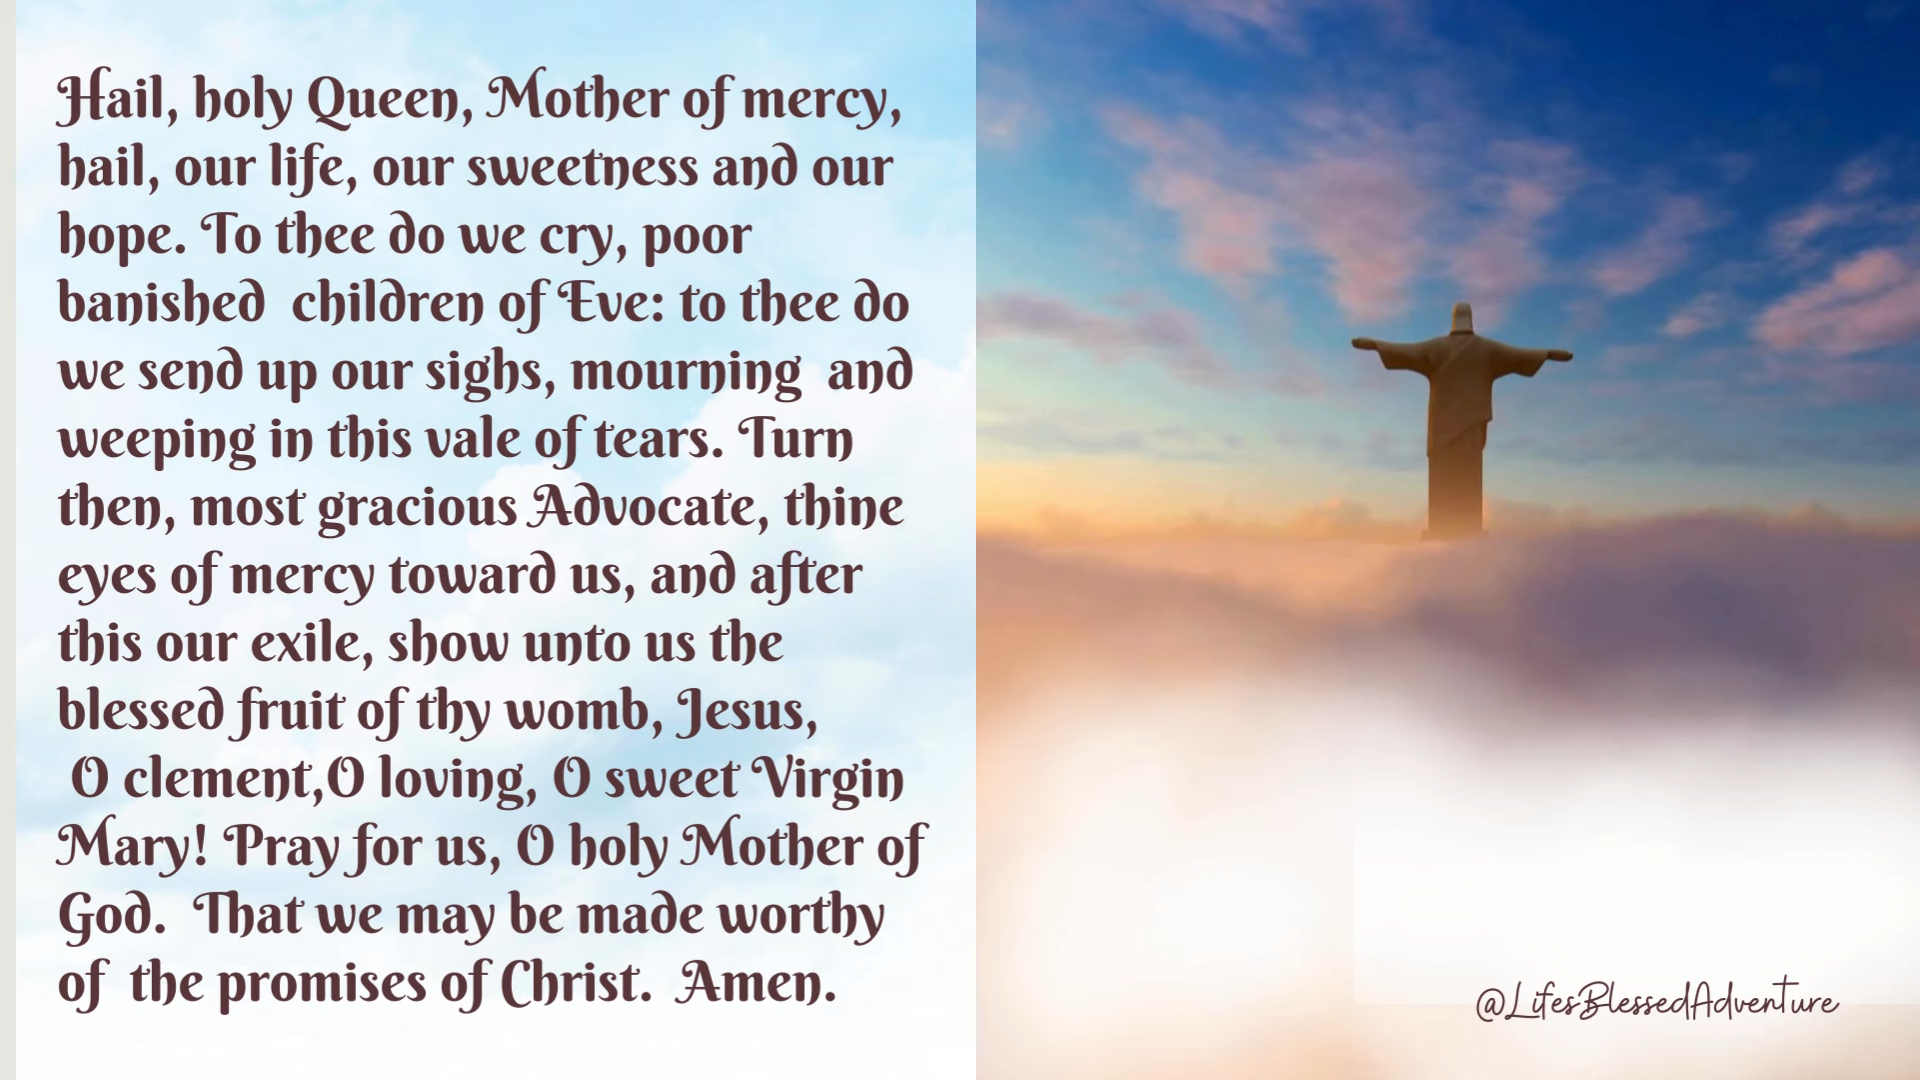 Hail, holy Queen, Mother of mercy,
hail, our life, our sweetness and our
hope. To thee do we cry, poor
banished  children of Eve: to thee do
we send up our sighs, mourning  and
weeping in this vale of tears. Turn
then, most gracious Advocate, thine
eyes of mercy toward us, and after
this our exile, show unto us the
blessed fruit of thy womb, Jesus,
O clement,O loving, O sweet Virgin
Mary! Pray for us, O holy Mother of
God.  That we may be made worthy
of  the promises of Christ.  Amen.
@LifesBlessedAdventure